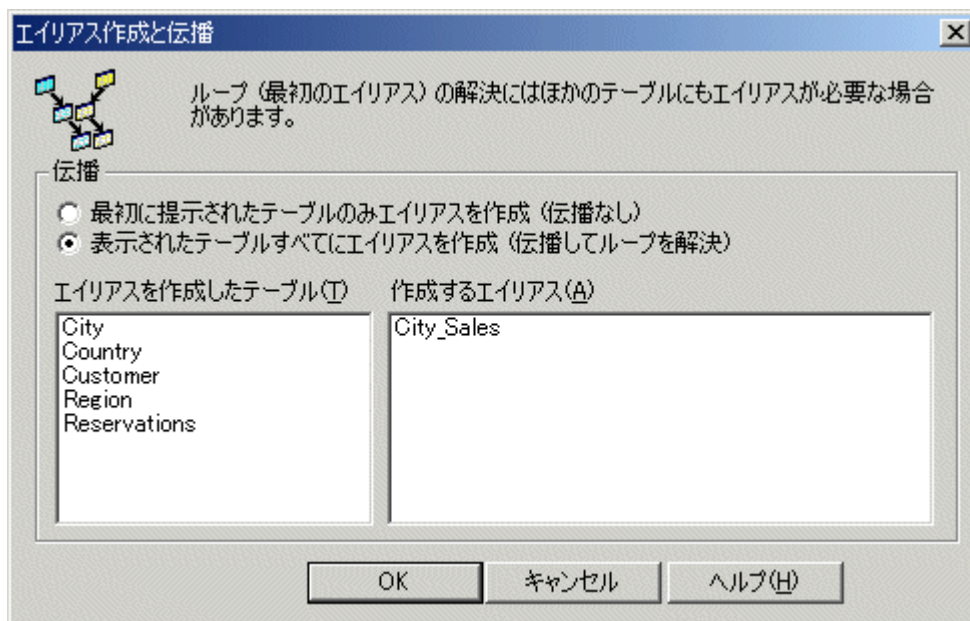 エイリアス作成と伝播
ループ（最初のエイリアス）の解決にはほかのテーブルにもエイリアスが必要な場合
があります。
伝播
最初に提示されたテーブルのみエイリアスを作成（伝播なし）
表示されたテーブルすべてにエイリアスを作成（伝播してループを解決）
エイリアスを作成したテーブル(T)
作成するエイリアス(A)
City
Country
Customer
Region
Reservations
City_Sales
OK
キャンセル
ヘルプ(H)